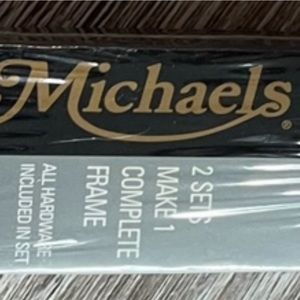 Michaels®
2 SETS
MAKE 1
COMPLETE
FRAME
ALL HARDWARE
INCLUDED IN SET